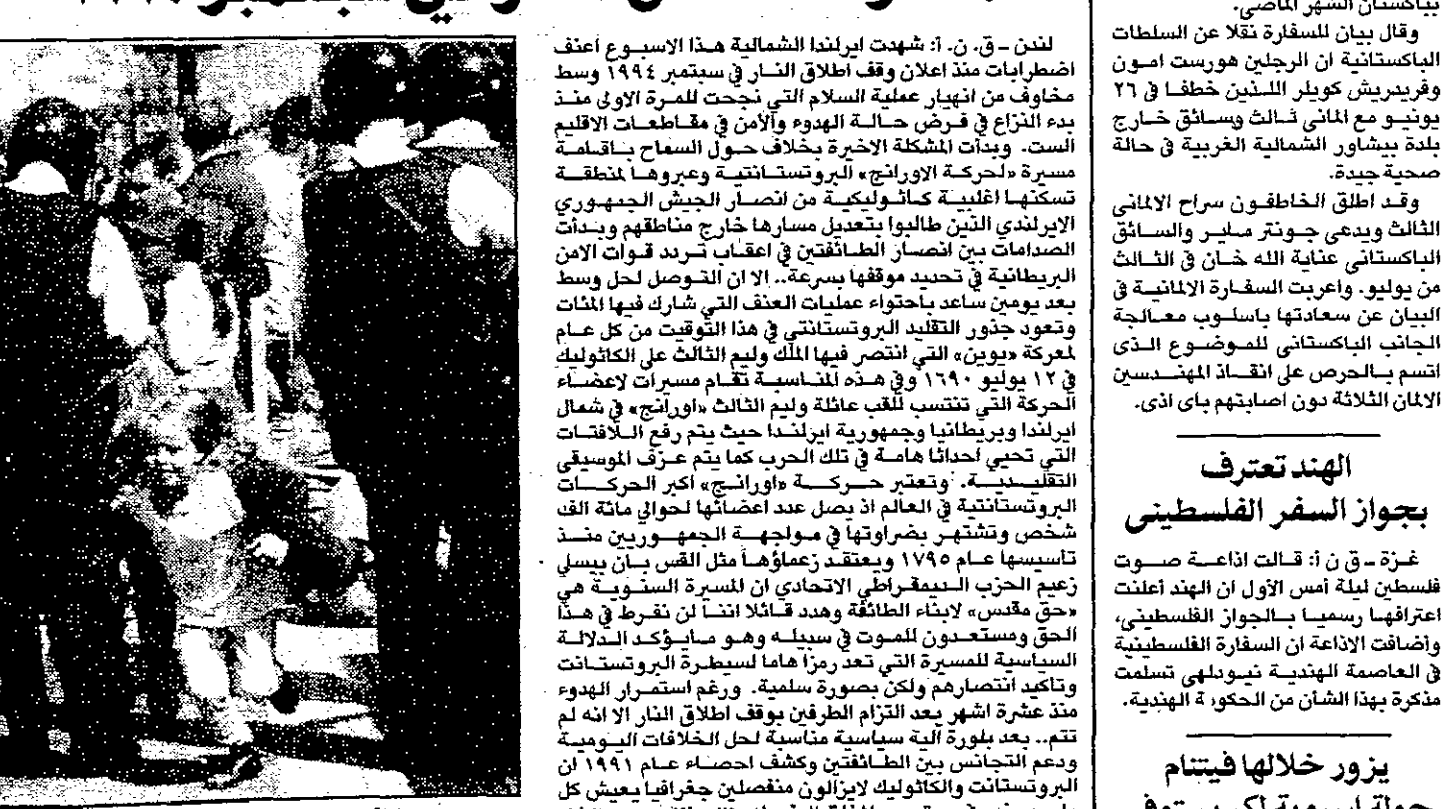 لندن – ق. ن. أ: شهدت ايرلندا الشمالية هذا الاسبوع اعنف
اضطرابات منذ اعلان وقف اطلاق النار في سبتمبر ١٩٩٤ وسط
مخاوف من انهيار عملية السلام التي نجحت للمرة الاولى منذ
بدء النزاع في فرض حالة الهدوء والأمن في مقاطعات الاقليم
الست. وبدأت المشكلة الاخيرة بخلاف حول السماح باقامة
مسيرة «لحركة الاورانج» البروتستانتية وعبروها لمنطقة
تسكنها اغلبية كاثوليكية من انصار الجيش الجمهوري
الايرلندي الذين طالبوا بتعديل مسارها خارج مناطقهم وبدأت
الصدامات بين انصار الطائفتين في اعقاب تردد قوات الامن
البريطانية في تحديد موقفها بسرعة.. الا ان التوصل لحل وسط
بعد يومين ساعد باحتواء عمليات العنف التي شارك فيها المئات
وتعود جذور التقليد البروتستانتي في هذا التوقيت من كل عام
لمعركة «يوين» التي انتصر فيها الملك وليم الثالث على الكاثوليك
في ١٢ يوليو ١٦٩٠ وفي هذه المناسبة تقام مسيرات لاعضاء
الحركة التي تنتسب للقب عائلة وليم الثالث «اورانج» في شمال
ايرلندا وبريطانيا وجمهورية ايرلندا حيث يتم رفع اللافتات
التي تحيي احداثا هامة في تلك الحرب كما يتم عزف الموسيقى
التقليدية. وتعتبر حركة «اورانج» اكبر الحركات
البروتستانتية في العالم اذ يصل عدد اعضائها لحوالي مائة الف
شخص وتشتهر بضراوتها في مواجهة الجمهوريين منذ
تاسيسها عام ١٧٩٥ ويعتقد زعماؤها مثل القس بان بيسلي
زعيم الحزب الديمقراطي الاتحادي ان المسيرة السنوية هي
«حق مقدس» لابناء الطائفة وهدد قائلا اننا لن نفرط في هذا
الحق ومستعدون للموت في سبيله وهو مايؤكد الدلالة
السياسية للمسيرة التي تعد رمزا هاما لسيطرة البروتستانت
وتاكيد انتصارهم ولكن بصورة سلمية. ورغم استمرار الهدوء
منذ عشرة اشهر بعد التزام الطرفين بوقف اطلاق النار الا انه لم
تتم.. بعد بلورة آلية سياسية مناسبة لحل الخلافات اليومية
ودعم التجانس بين الطائفتين وكشف احصاء عام ١٩٩١ ان
البروتستانت والكاثوليك لايزالون منفصلين جغرافيا يعيش كل
بباكستان الشهر الماضي.
وقال بيان للسفارة نقلا عن السلطات
الباكستانية ان الرجلين هورست امون
وفريدريش كويلر اللذين خطفا في ٢٦
يونيو مع الماني ثالث وسائق خارج
بلدة بيشاور الشمالية الغربية في حالة
صحية جيدة.
وقد اطلق الخاطفون سراح الالماني
الثالث ويدعى جونتر ملير والسائق
الباكستاني عناية الله خان في الثالث
من يوليو. واعربت السفارة الالمانية في
البيان عن سعادتها باسلوب معالجة
الجانب الباكستاني للموضوع الذى
اتسم بالحرص على انقاذ المهندسين
الالمان الثلاثة دون اصابتهم باى اذى.
الهند تعترف
بجواز السفر الفلسطينى
غزة – ق ن أ: قالت اذاعة صوت
فلسطين ليلة أمس الأول ان الهند أعلنت
اعترافها رسميا بالجواز الفلسطيني،
وأضافت الاذاعة ان السفارة الفلسطينية
في العاصمة الهندية نيودلهى تسلمت
مذكرة بهذا الشأن من الحكومة الهندية.
يزور خلالها فيتنام